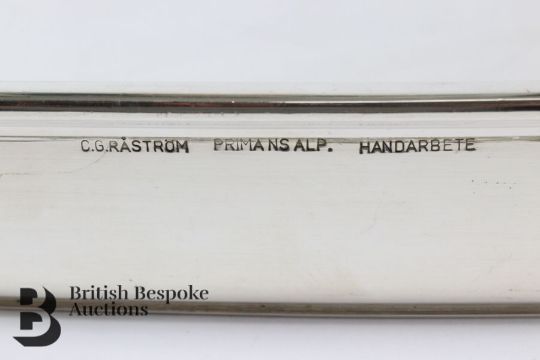 C.G.RÅSTRÖM PRIMA NS ALP. HANDARBETE
British Bespoke
Auctions